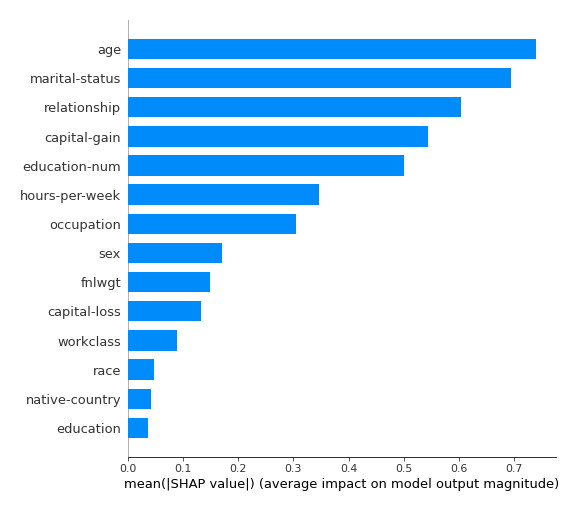 age
marital-status
relationship
capital-gain
education-num
hours-per-week
occupation
sex
fnlwgt
capital-loss
workclass
race
native-country
education
0.0 0.1 0.2 0.3 0.4 0.5 0.6 0.7
mean(|SHAP value|) (average impact on model output magnitude)